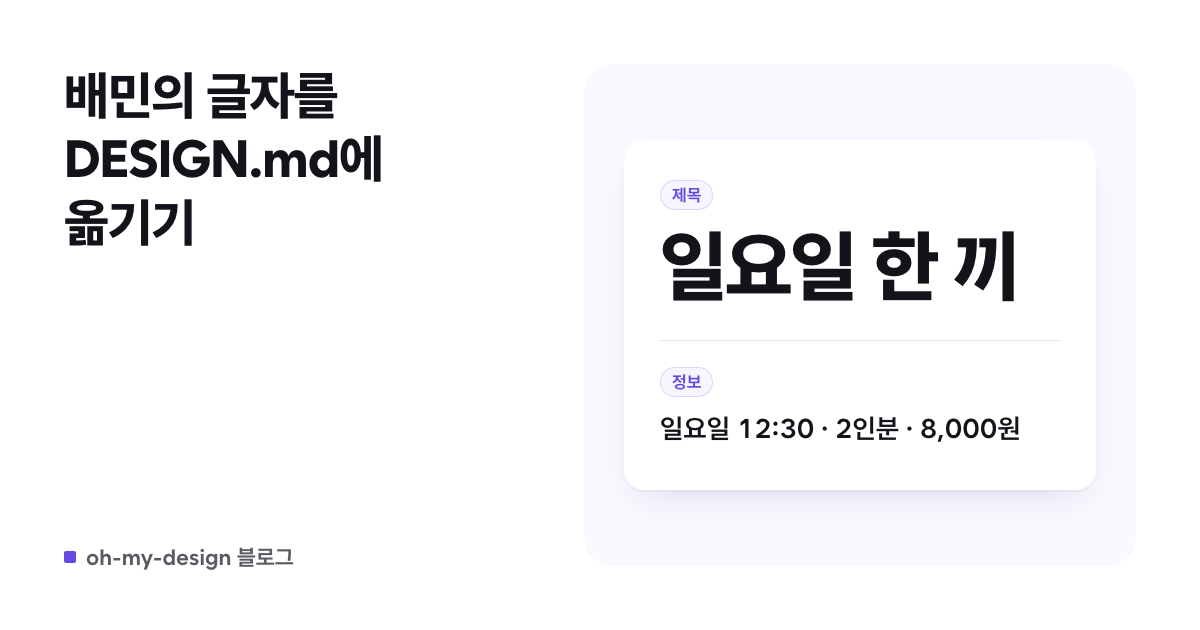 배민의 글자를
DESIGN.md에
옮기기
제목
일요일 한 끼
정보
일요일 12:30 · 2인분 · 8,000원
oh-my-design 블로그